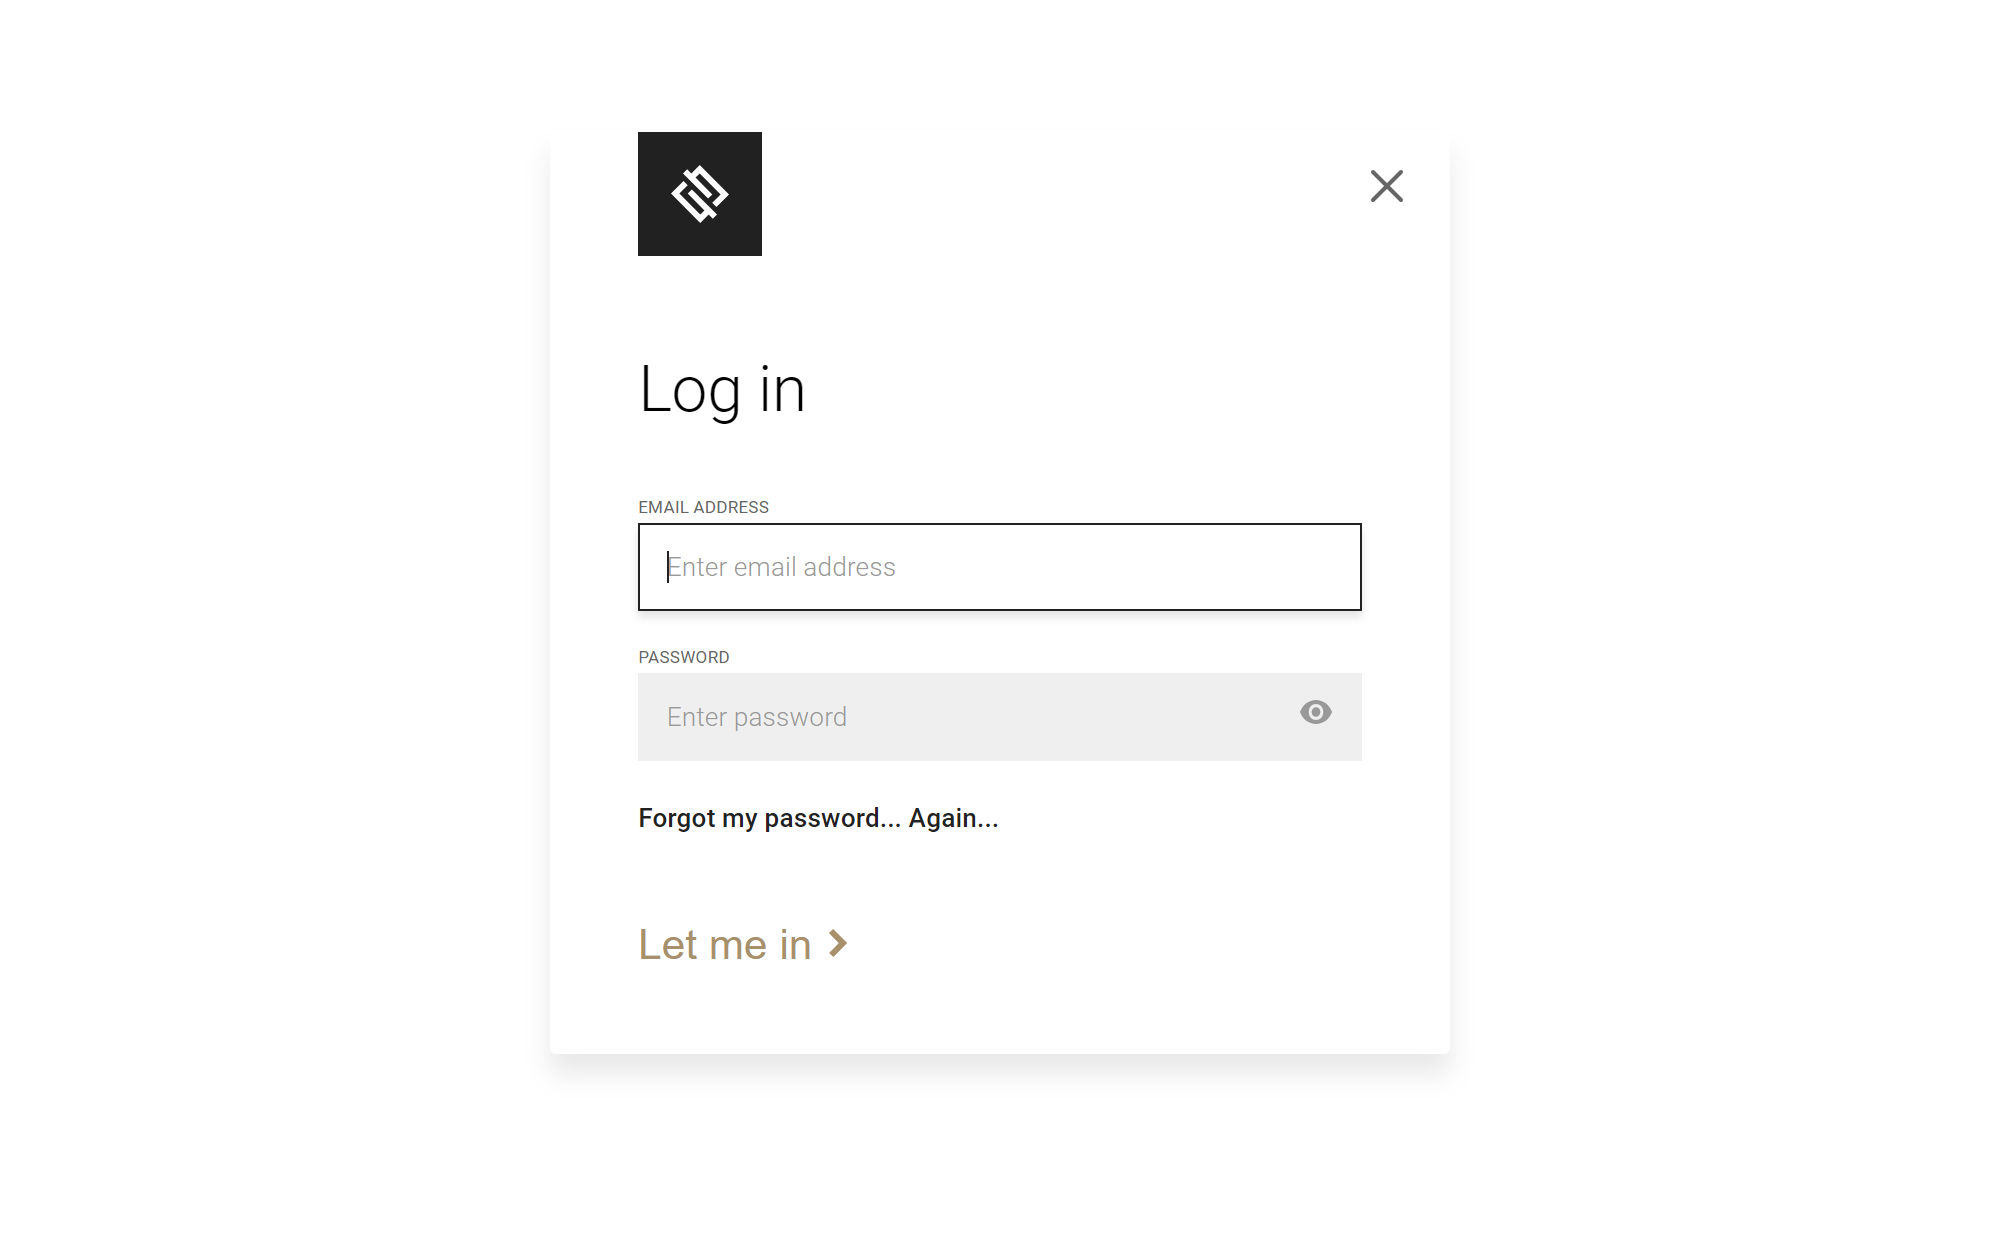 Log in
EMAIL ADDRESS
Enter email address
PASSWORD
Enter password
Forgot my password... Again...
Let me in